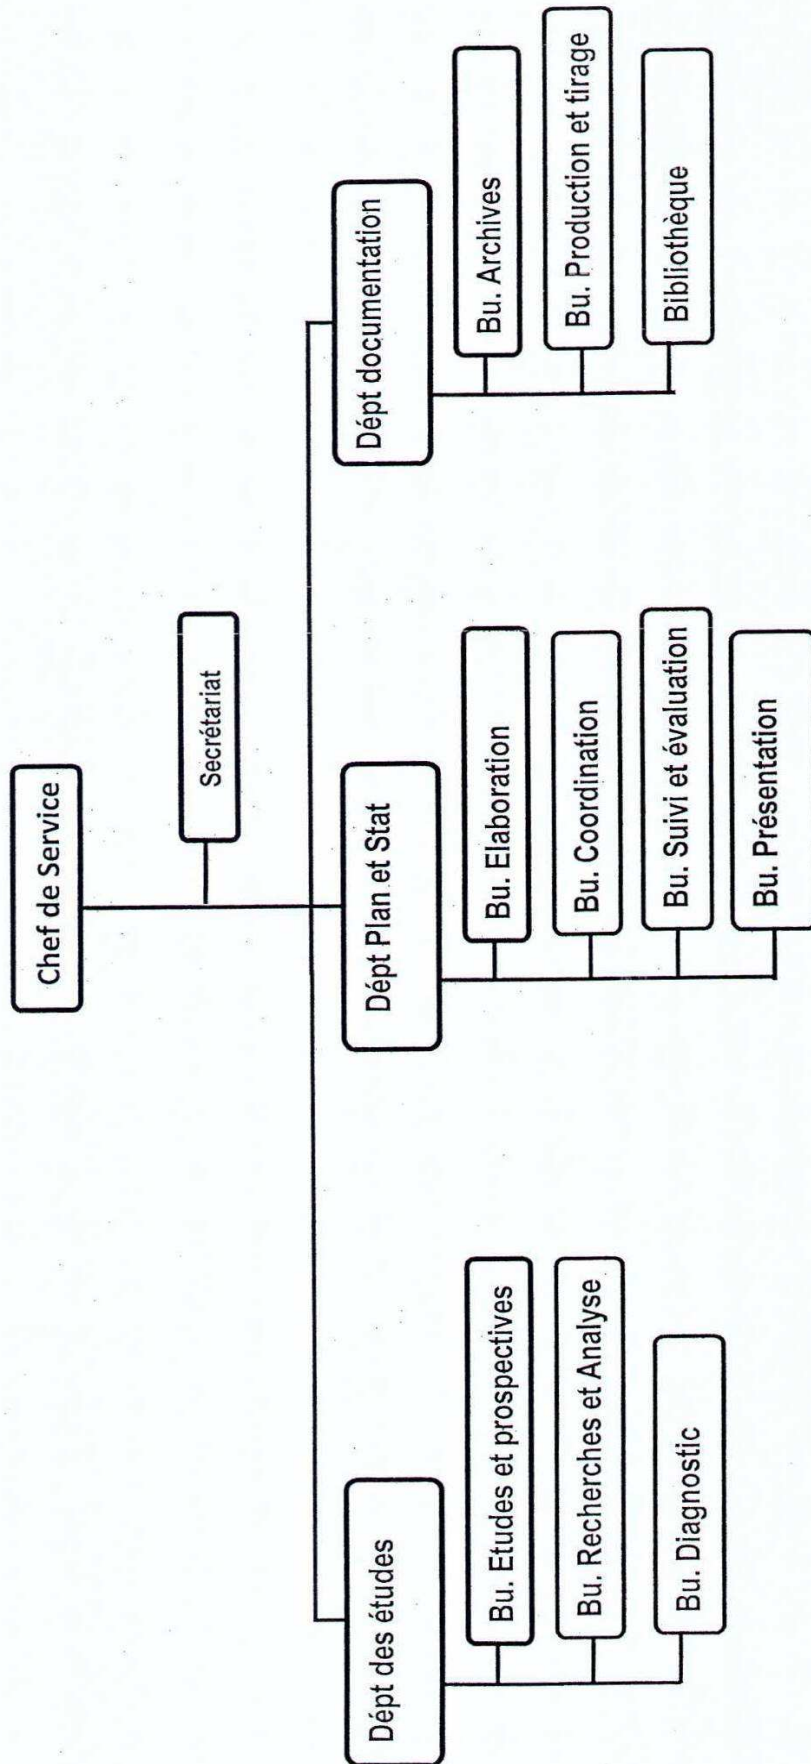 Chef de Service
Secrétariat
Dépt des études
Bu. Etudes et prospectives
Bu. Recherches et Analyse
Bu. Diagnostic
Dépt Plan et Stat
Bu. Elaboration
Bu. Coordination
Bu. Suivi et évaluation
Bu. Présentation
Dépt documentation
Bu. Archives
Bu. Production et tirage
Bibliothèque